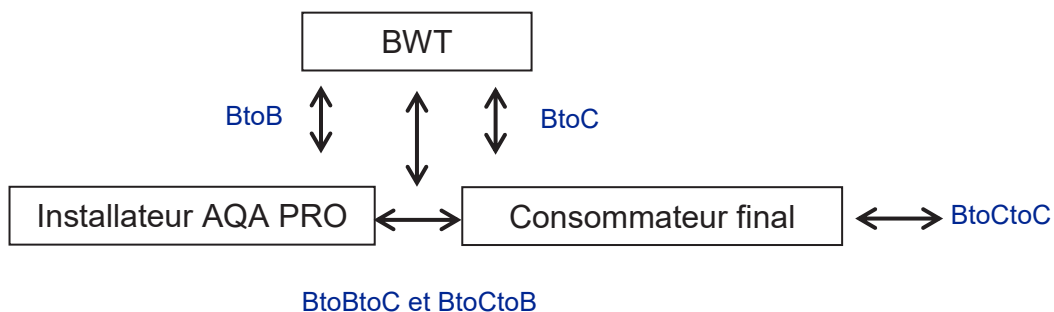 BWT
BtoB
BtoC
Installateur AQA PRO
Consommateur final
BtoCtoC
BtoBtoC et BtoCtoB